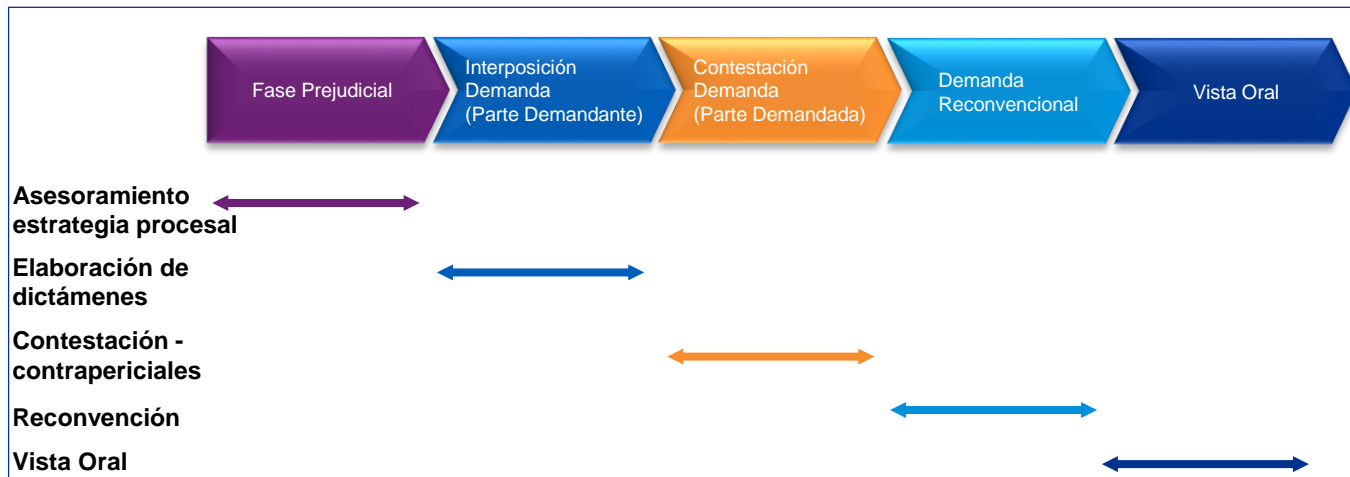 Fase Prejudicial
Interposición
Demanda
(Parte Demandante)
Contestación
Demanda
(Parte Demandada)
Demanda
Reconvencional
Vista Oral
Asesoramiento
estrategia procesal
Elaboración de
dictámenes
Contestación -
contrapericiales
Reconvención
Vista Oral